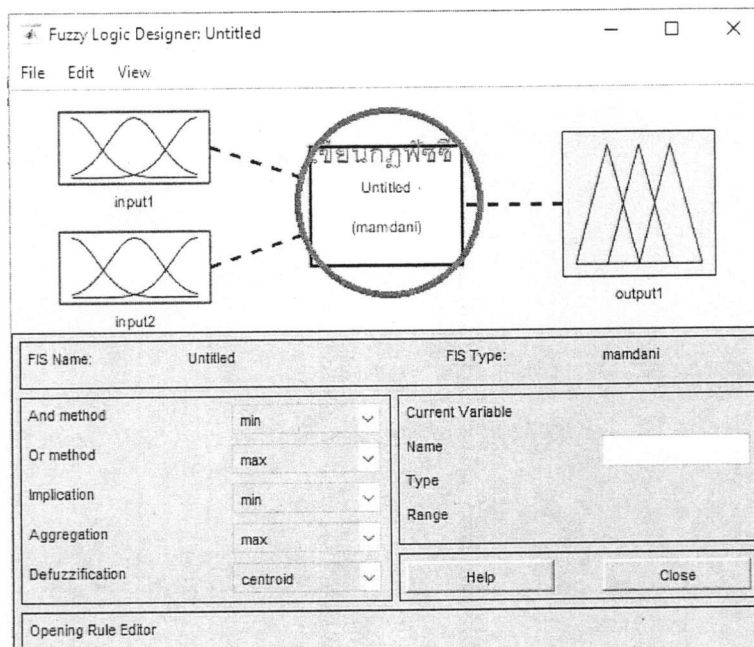 Fuzzy Logic Designer: Untitled
File Edit View
input1
input2
เขียนกฎฟัซซี
Untitled
(mamdani)
output1
FIS Name: Untitled FIS Type: mamdani
And method min
Or method max
Implication min
Aggregation max
Defuzzification centroid
Current Variable
Name
Type
Range
Help Close
Opening Rule Editor